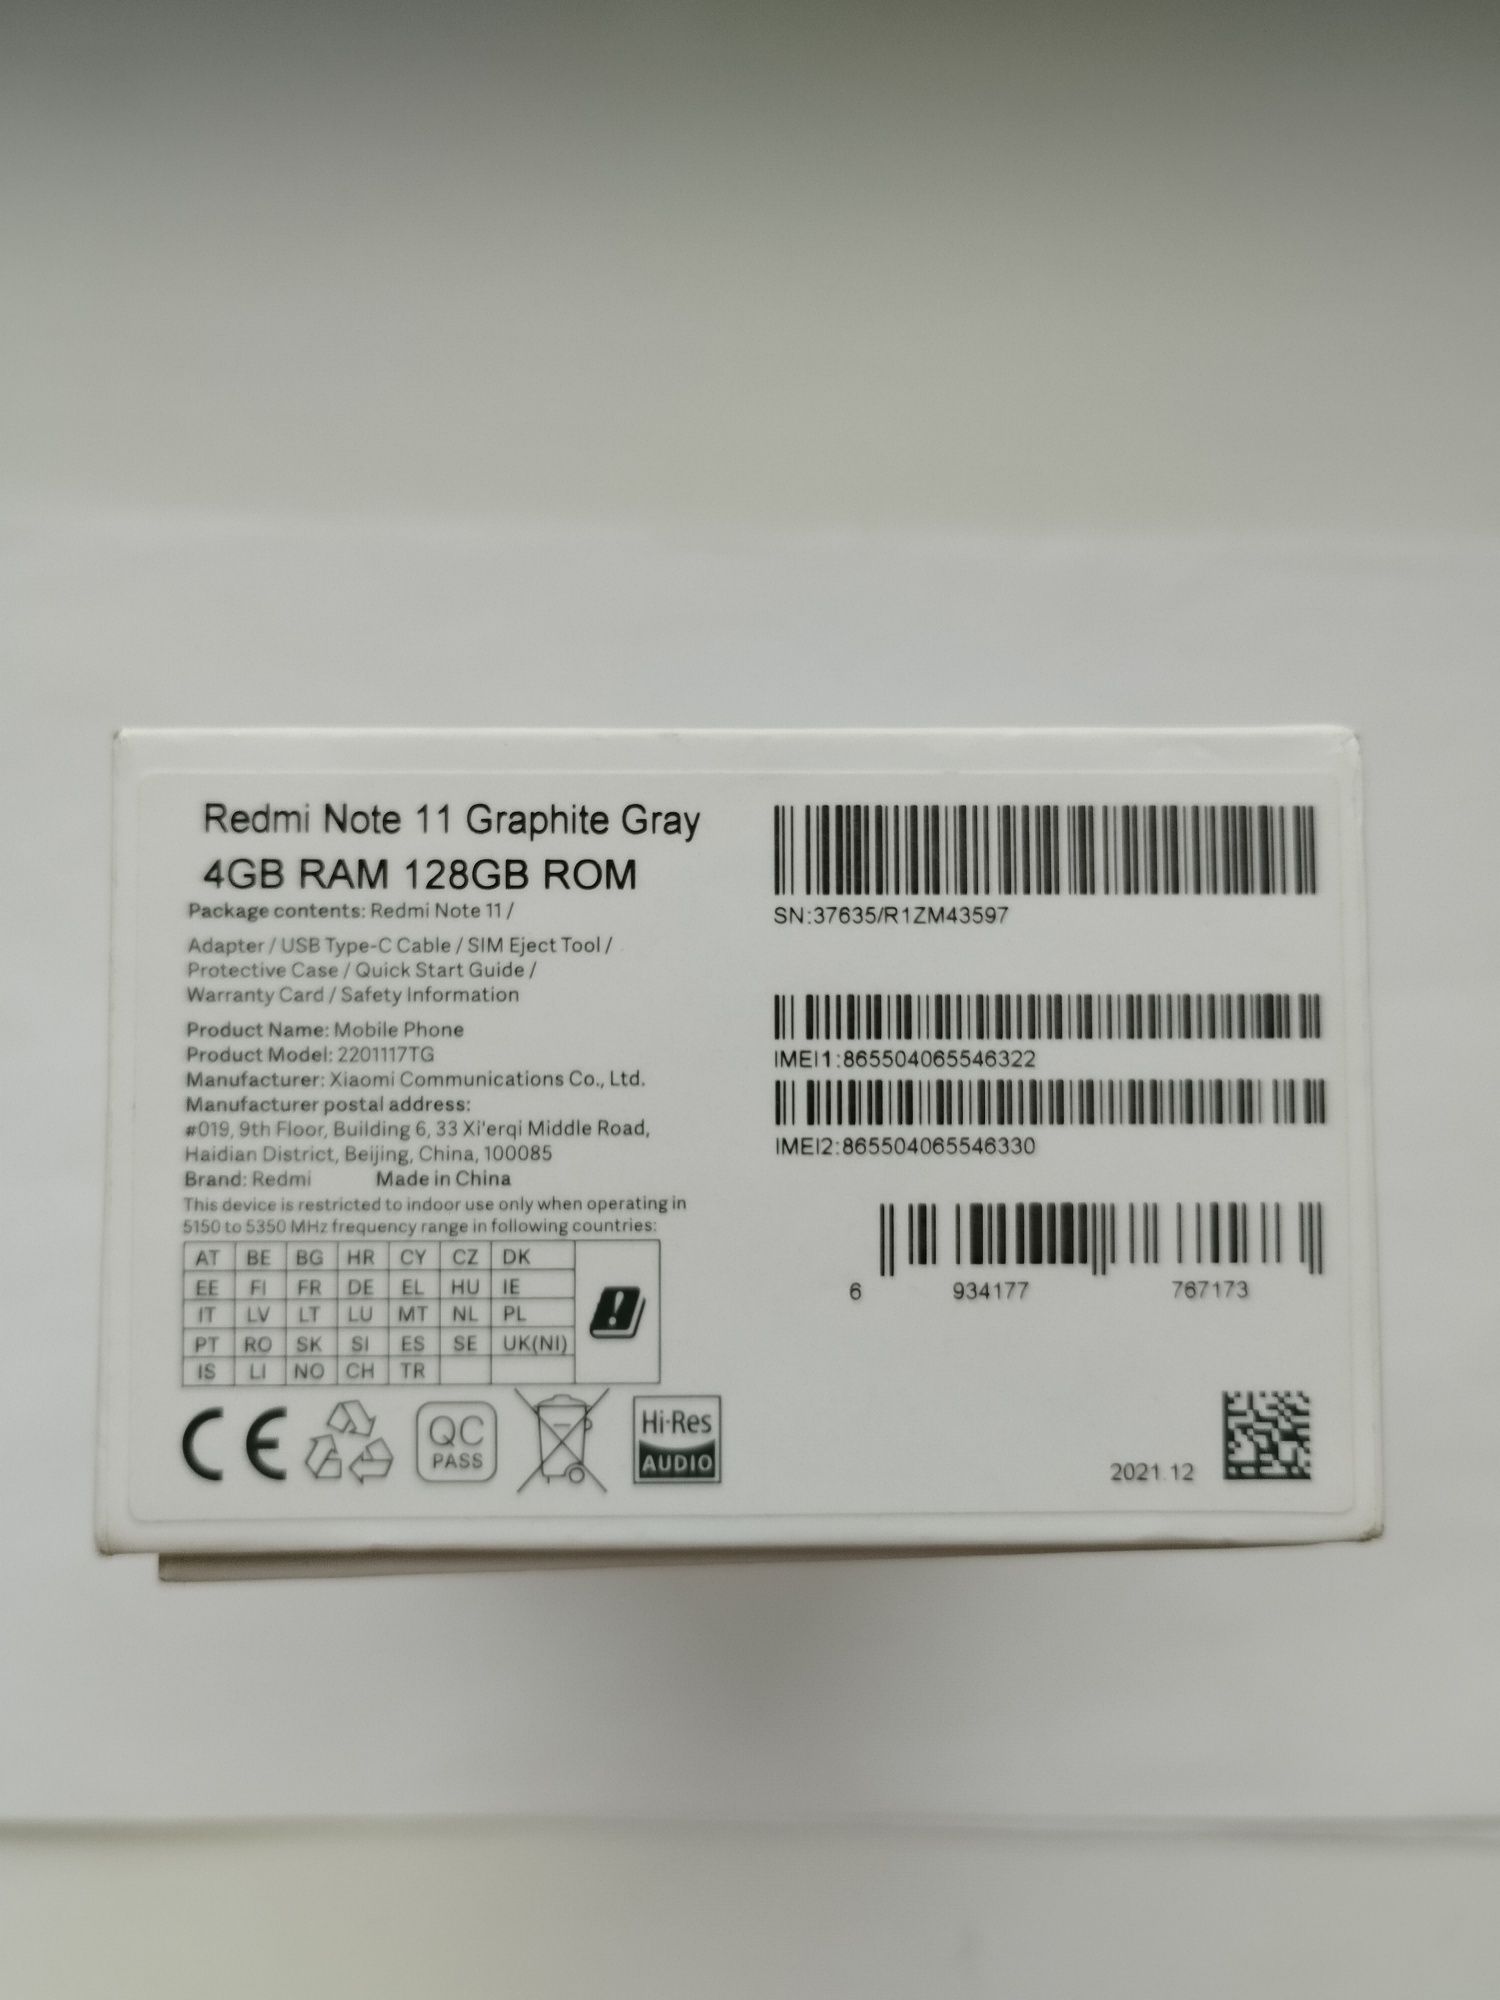 Redmi Note 11 Graphite Gray
4GB RAM 128GB ROM
Package contents: Redmi Note 11 /
Adapter / USB Type-C Cable / SIM Eject Tool /
Protective Case / Quick Start Guide /
Warranty Card / Safety Information
Product Name: Mobile Phone
Product Model: 2201117TG
Manufacturer: Xiaomi Communications Co., Ltd.
Manufacturer postal address:
#019, 9th Floor, Building 6, 33 Xi'erqi Middle Road,
Haidian District, Beijing, China, 100085
Brand: Redmi Made in China
This device is restricted to indoor use only when operating in
5150 to 5350 MHz frequency range in following countries:
AT BE BG HR CY CZ DK
EE FI FR DE EL HU IE
IT LV LT LU MT NL PL
PT RO SK SI ES SE UK(NI)
IS LI NO CH TR
!
CE
QC
PASS
Hi-Res
AUDIO
SN:37635/R1ZM43597
IMEI1:865504065546322
IMEI2:865504065546330
6 934177 767173
2021.12